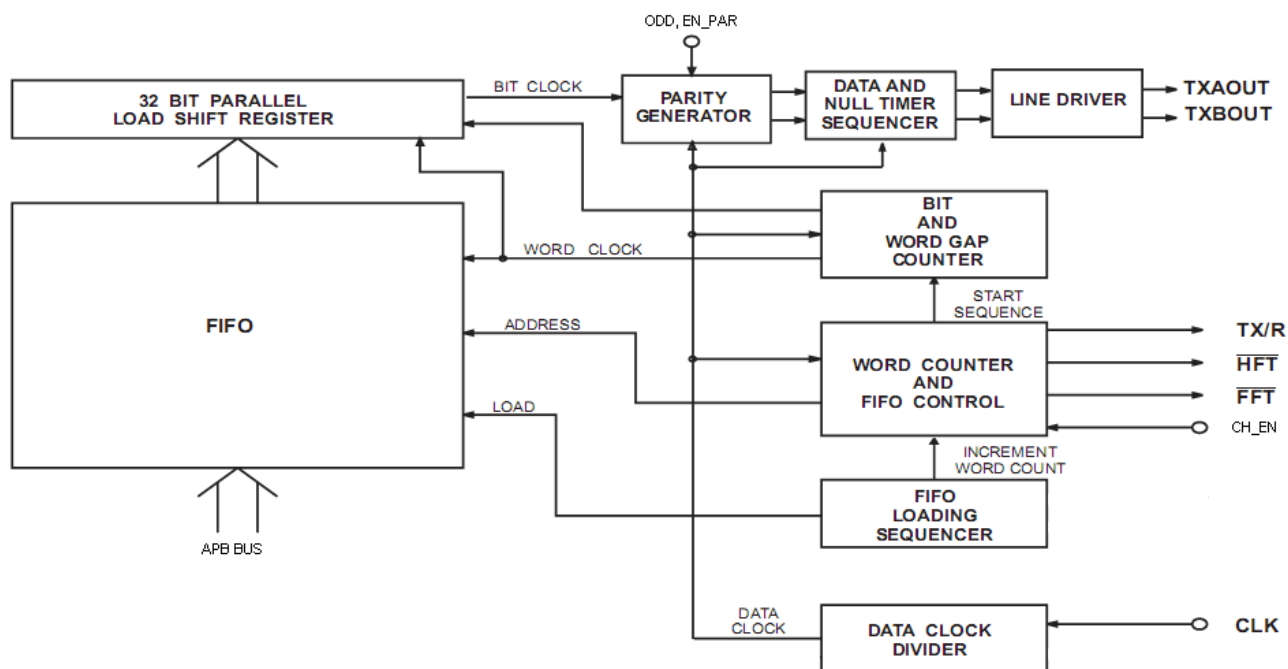 ODD, EN_PAR
32 BIT PARALLEL
LOAD SHIFT REGISTER
BIT CLOCK
PARITY
GENERATOR
DATA AND
NULL TIMER
SEQUENCER
LINE DRIVER
TXAOUT
TXBOUT
BIT
AND
WORD GAP
COUNTER
WORD CLOCK
START
SEQUENCE
FIFO
ADDRESS
WORD COUNTER
AND
FIFO CONTROL
TX/R
HFT
FFT
CH_EN
LOAD
INCREMENT
WORD COUNT
FIFO
LOADING
SEQUENCER
APB BUS
DATA
CLOCK
DATA CLOCK
DIVIDER
CLK